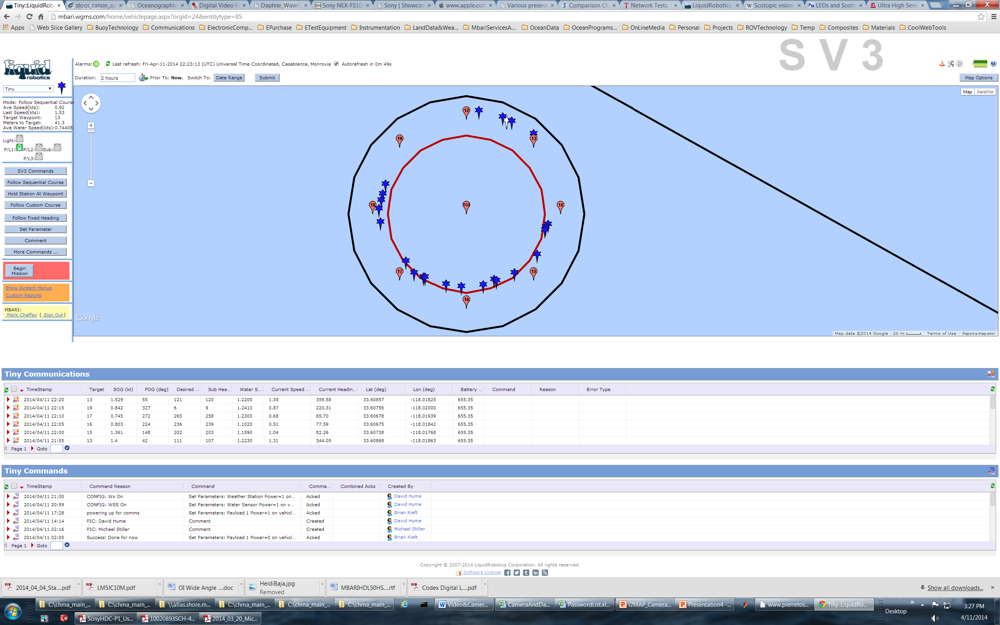 Tiny::LiquidRob
stoqs_canon_ap
Oceanographic
Digital Video Fe
Daphne_WaveG
Sony NEX-FS10
Sony | Showcas
www.apple.con
Various present
Comparison Ch
Network Tests:
LiquidRobotics
Scotopic vision
LEDs and Scoto
Ultra High Sens
mbari.wgms.com/home/vehiclepage.aspx?orgid=24&entitytype=85
Apps Web Slice Gallery BuoyTechnology Communications ElectronicComp... EPurchase ETestEquipment Instrumentation LandData&Wea... MbariServicesA... OceanData OceanPrograms... OnLineMedia Personal Projects ROVTechnology Temp Composites Materials CoolWebTools
SV3
liquid robotics
Alarms: Last refresh: Fri-Apr-11-2014 22:23:13 (UTC) Universal Time Coordinated, Casablanca, Monrovia Autorefresh in 0m 49s
Duration: 2 hours Prior To: Now, Switch To: Date Range Submit
Map Options
Tiny
Mode: Follow Sequential Course
Ave Speed(kts): 0.92
Last Speed(kts): 1.53
Target Waypoint: 13
Meters to Target: 41.3
Ave Water Speed(kts):0.74408
Light:
P/L1: P/L2: Sub:
P/L3:
SV3 Commands
Follow Sequential Course
Hold Station At Waypoint
Follow Custom Course
Follow Fixed Heading
Set Parameter
Comment
More Commands ...
Begin Mission
Show System Menus
Custom Reports
MBARI:
Mark Chaffey ( Sign Out )
Map Satellite
12
19
13
18
102
14
17
15
16
Google
Map data ©2014 Google 20 m Terms of Use Report a map error
Tiny Communications
TimeStamp Target SOG (kt) POG (deg) Desired ... Sub Hea... Water S... Current Speed ... Current Headin... Lat (deg) Lon (deg) Battery ... Command Reason Error Type
2014/04/11 22:20 13 1.529 55 121 120 1.2200 1.35 359.58 33.60857 -118.01825 655.35
2014/04/11 22:15 19 0.842 327 6 9 1.2410 0.87 220.31 33.60756 -118.02000 655.35
2014/04/11 22:10 17 0.745 272 265 258 1.2300 0.68 65.70 33.60678 -118.01939 655.35
2014/04/11 22:05 16 0.803 224 236 239 1.1020 0.51 77.59 33.60675 -118.01842 655.35
2014/04/11 22:00 15 1.361 148 202 203 1.1590 1.04 82.26 33.60738 -118.01768 655.35
2014/04/11 21:55 13 1.4 42 111 107 1.2230 1.31 344.05 33.60868 -118.01863 655.35
Page 1 Goto
Tiny Commands
TimeStamp Command Reason Command Comma... Combined Acks Created By
2014/04/11 21:00 CONFIG: Wx On Set Parameters: Weather Station Power=1 on... Acked David Hume
2014/04/11 20:59 CONFIG: WSS On Set Parameters: Water Sensor Power=1 on v... Acked David Hume
2014/04/11 17:28 powering up for comms Set Parameters: Payload 1 Power=1 on vehicl... Acked Brian Kieft
2014/04/11 14:14 PIC: David Hume Comment Created David Hume
2014/04/11 02:16 PIC: Michael Stiller Comment Created Michael Stiller
2014/04/11 02:05 Success! Done for now Set Parameters: Payload 1 Power=0 on vehicl... Acked Brian Kieft
Page 1 Goto
Copyright © 2007-2014 LiquidRobotics Corporation. All rights reserved.
Software License
2014_04_04_Sta....pdf LM5JC10M.pdf OI Wide Angle ....doc HeidiBaja.jpg Removed MBARIHDL50HS....rtf Codex Digital L....pdf Show all downloads...
C:\chma_main_... C:\chma_main_... \\atlas.shore.m... C:\chma_main_... C:\chma_main_... C:\chma_main_... Video&Camer... CameraAndDa... PasswordList.xl... i2MAP_Camera... Presentation4 -... www.pierretos... Tiny::LiquidRo...
SonyHDC-P1_Us... 10020893SCH-4... 2014_03_20_Mic...
Desktop
3:27 PM
4/11/2014